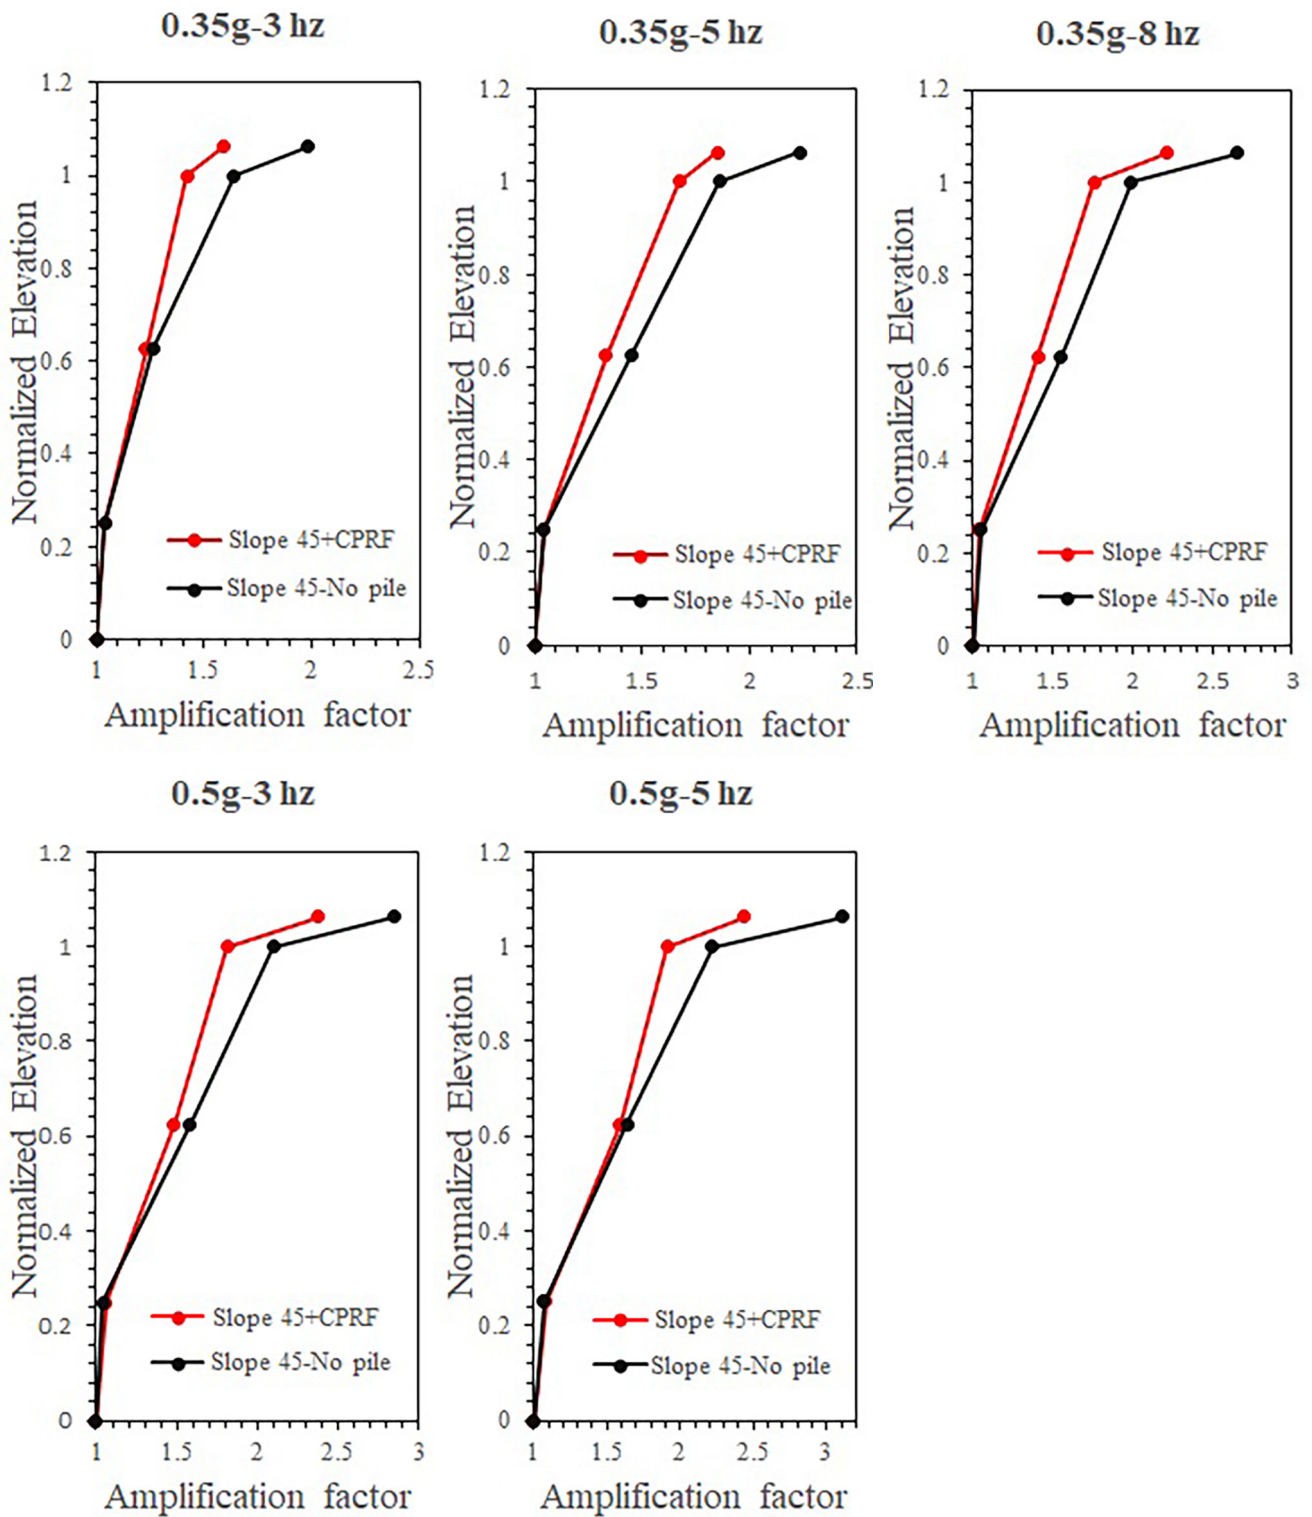 0.35g-3 hz
1.2
1
0.8
0.6
0.4
0.2
0
Normalized Elevation
Slope 45+CPRF
Slope 45-No pile
1 1.5 2 2.5
Amplification factor
0.35g-5 hz
1.2
1
0.8
0.6
0.4
0.2
0
Normalized Elevation
Slope 45+CPRF
Slope 45-No pile
1 1.5 2 2.5
Amplification factor
0.35g-8 hz
1.2
1
0.8
0.6
0.4
0.2
0
Normalized Elevation
Slope 45+CPRF
Slope 45-No pile
1 1.5 2 2.5 3
Amplification factor
0.5g-3 hz
1.2
1
0.8
0.6
0.4
0.2
0
Normalized Elevation
Slope 45+CPRF
Slope 45-No pile
1 1.5 2 2.5 3
Amplification factor
0.5g-5 hz
1.2
1
0.8
0.6
0.4
0.2
0
Normalized Elevation
Slope 45+CPRF
Slope 45-No pile
1 1.5 2 2.5 3
Amplification factor